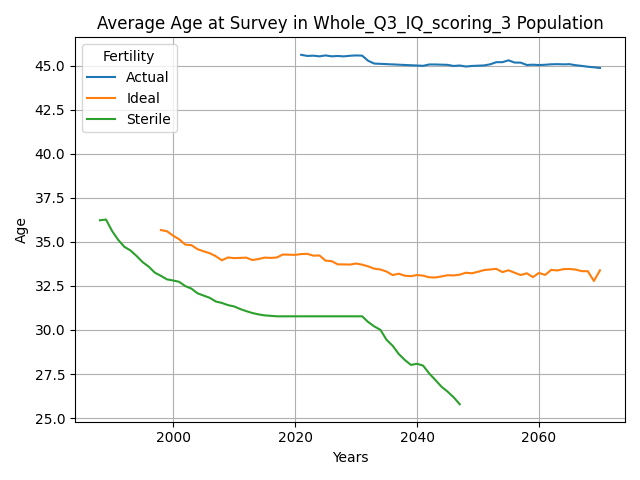 Average Age at Survey in Whole_Q3_IQ_scoring_3 Population
Fertility
Actual
Ideal
Sterile
Age
45.0
42.5
40.0
37.5
35.0
32.5
30.0
27.5
25.0
2000
2020
2040
2060
Years